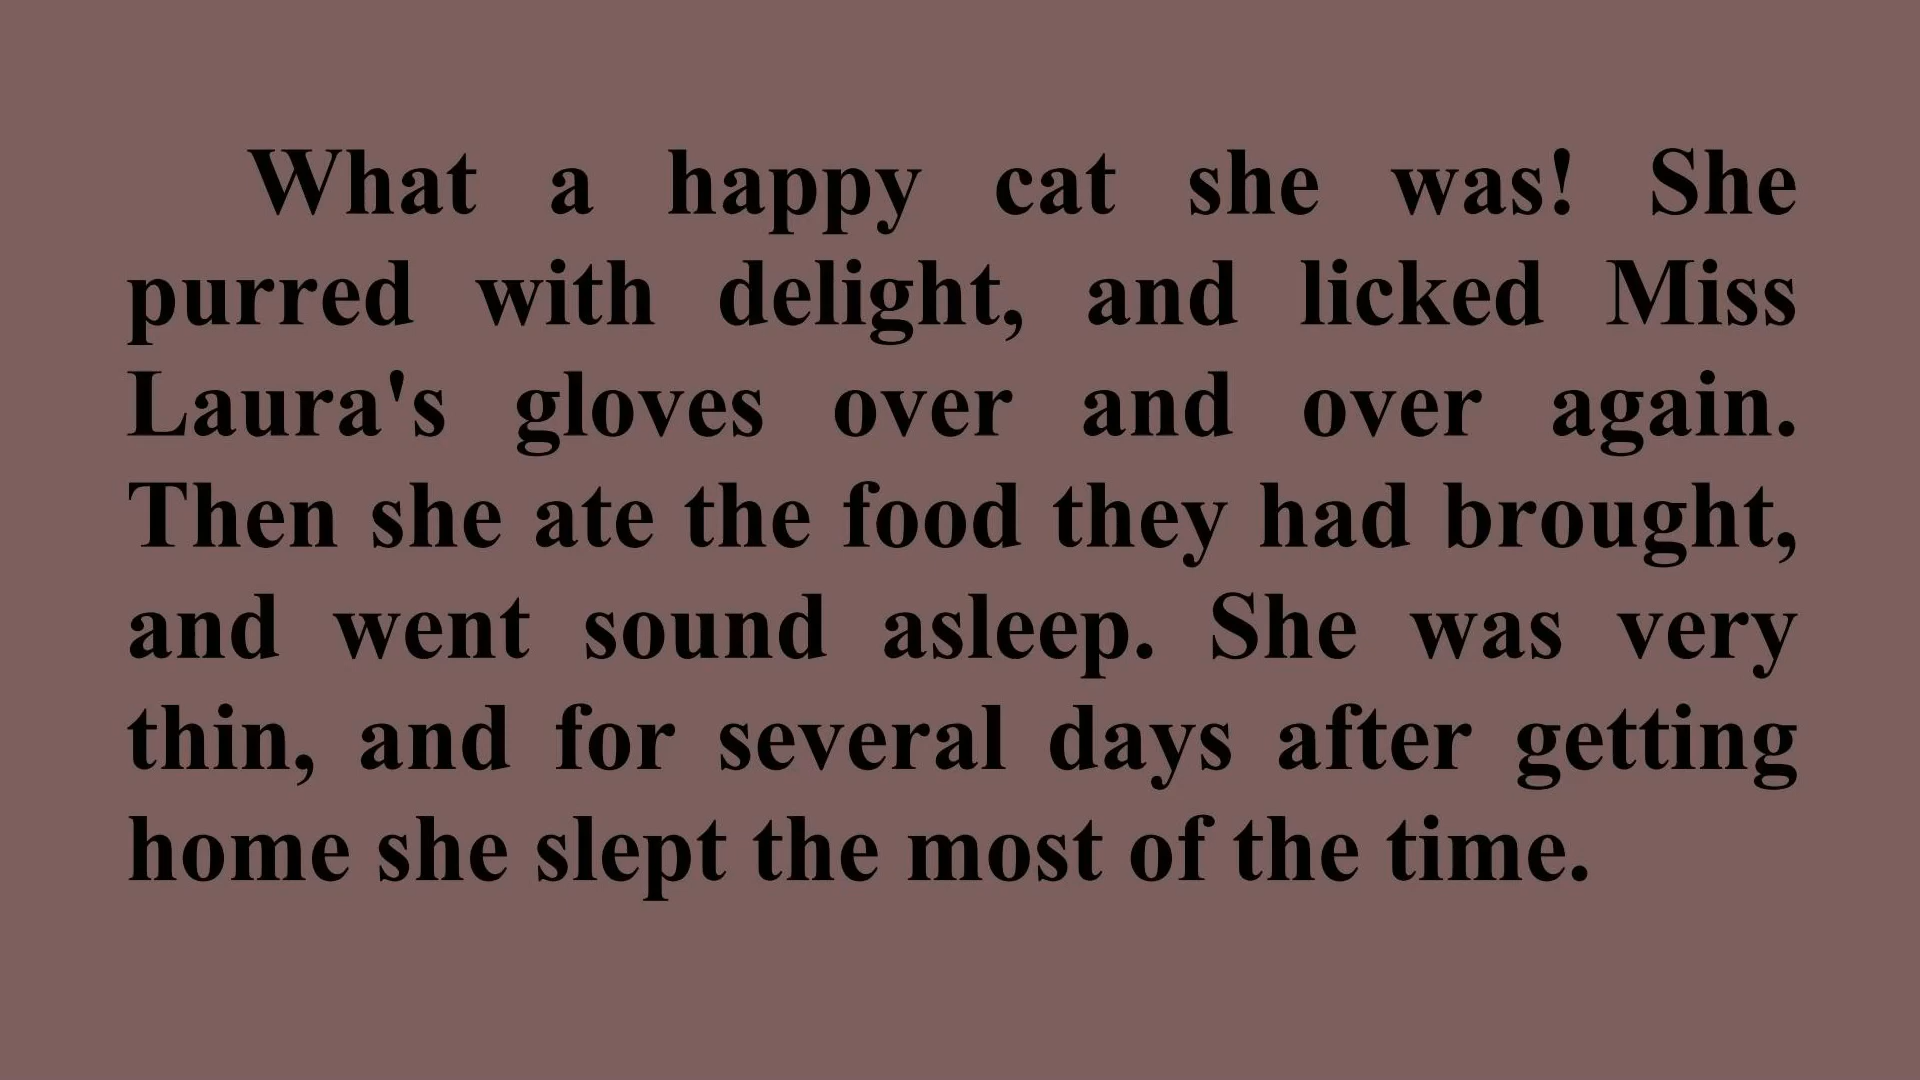 What a happy cat she was! She
purred with delight, and licked Miss
Laura's gloves over and over again.
Then she ate the food they had brought,
and went sound asleep. She was very
thin, and for several days after getting
home she slept the most of the time.